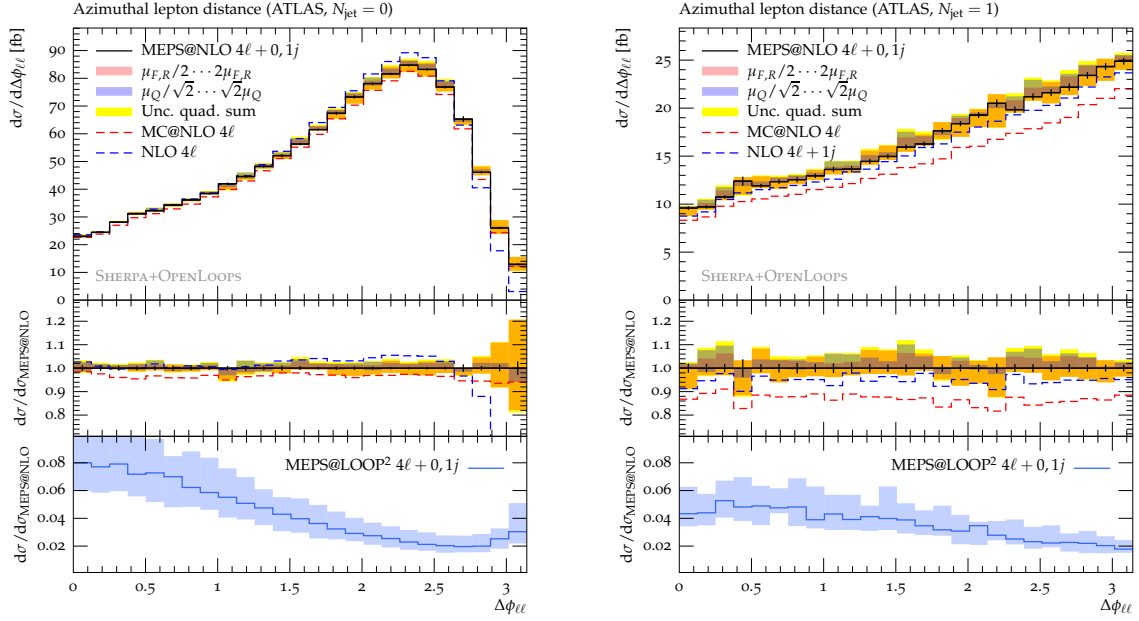 Azimuthal lepton distance (ATLAS, N_jet = 0)
dσ/dΔϕ_ℓℓ [fb]
MEPS@NLO 4ℓ + 0, 1j
μ_F,R/2 ··· 2μ_F,R
μ_Q/√2 ··· √2μ_Q
Unc. quad. sum
MC@NLO 4ℓ
NLO 4ℓ
90
80
70
60
50
40
30
20
10
0
SHERPA+OPENLOOPS
dσ/dσ_MEPS@NLO
1.2
1.1
1.0
0.9
0.8
dσ/dσ_MEPS@NLO
MEPS@LOOP² 4ℓ + 0, 1j
0.08
0.06
0.04
0.02
0 0.5 1 1.5 2 2.5 3
Δϕ_ℓℓ
Azimuthal lepton distance (ATLAS, N_jet = 1)
dσ/dΔϕ_ℓℓ [fb]
MEPS@NLO 4ℓ + 0, 1j
μ_F,R/2 ··· 2μ_F,R
μ_Q/√2 ··· √2μ_Q
Unc. quad. sum
MC@NLO 4ℓ
NLO 4ℓ + 1j
25
20
15
10
5
0
SHERPA+OPENLOOPS
dσ/dσ_MEPS@NLO
1.2
1.1
1.0
0.9
0.8
dσ/dσ_MEPS@NLO
MEPS@LOOP² 4ℓ + 0, 1j
0.08
0.06
0.04
0.02
0 0.5 1 1.5 2 2.5 3
Δϕ_ℓℓ